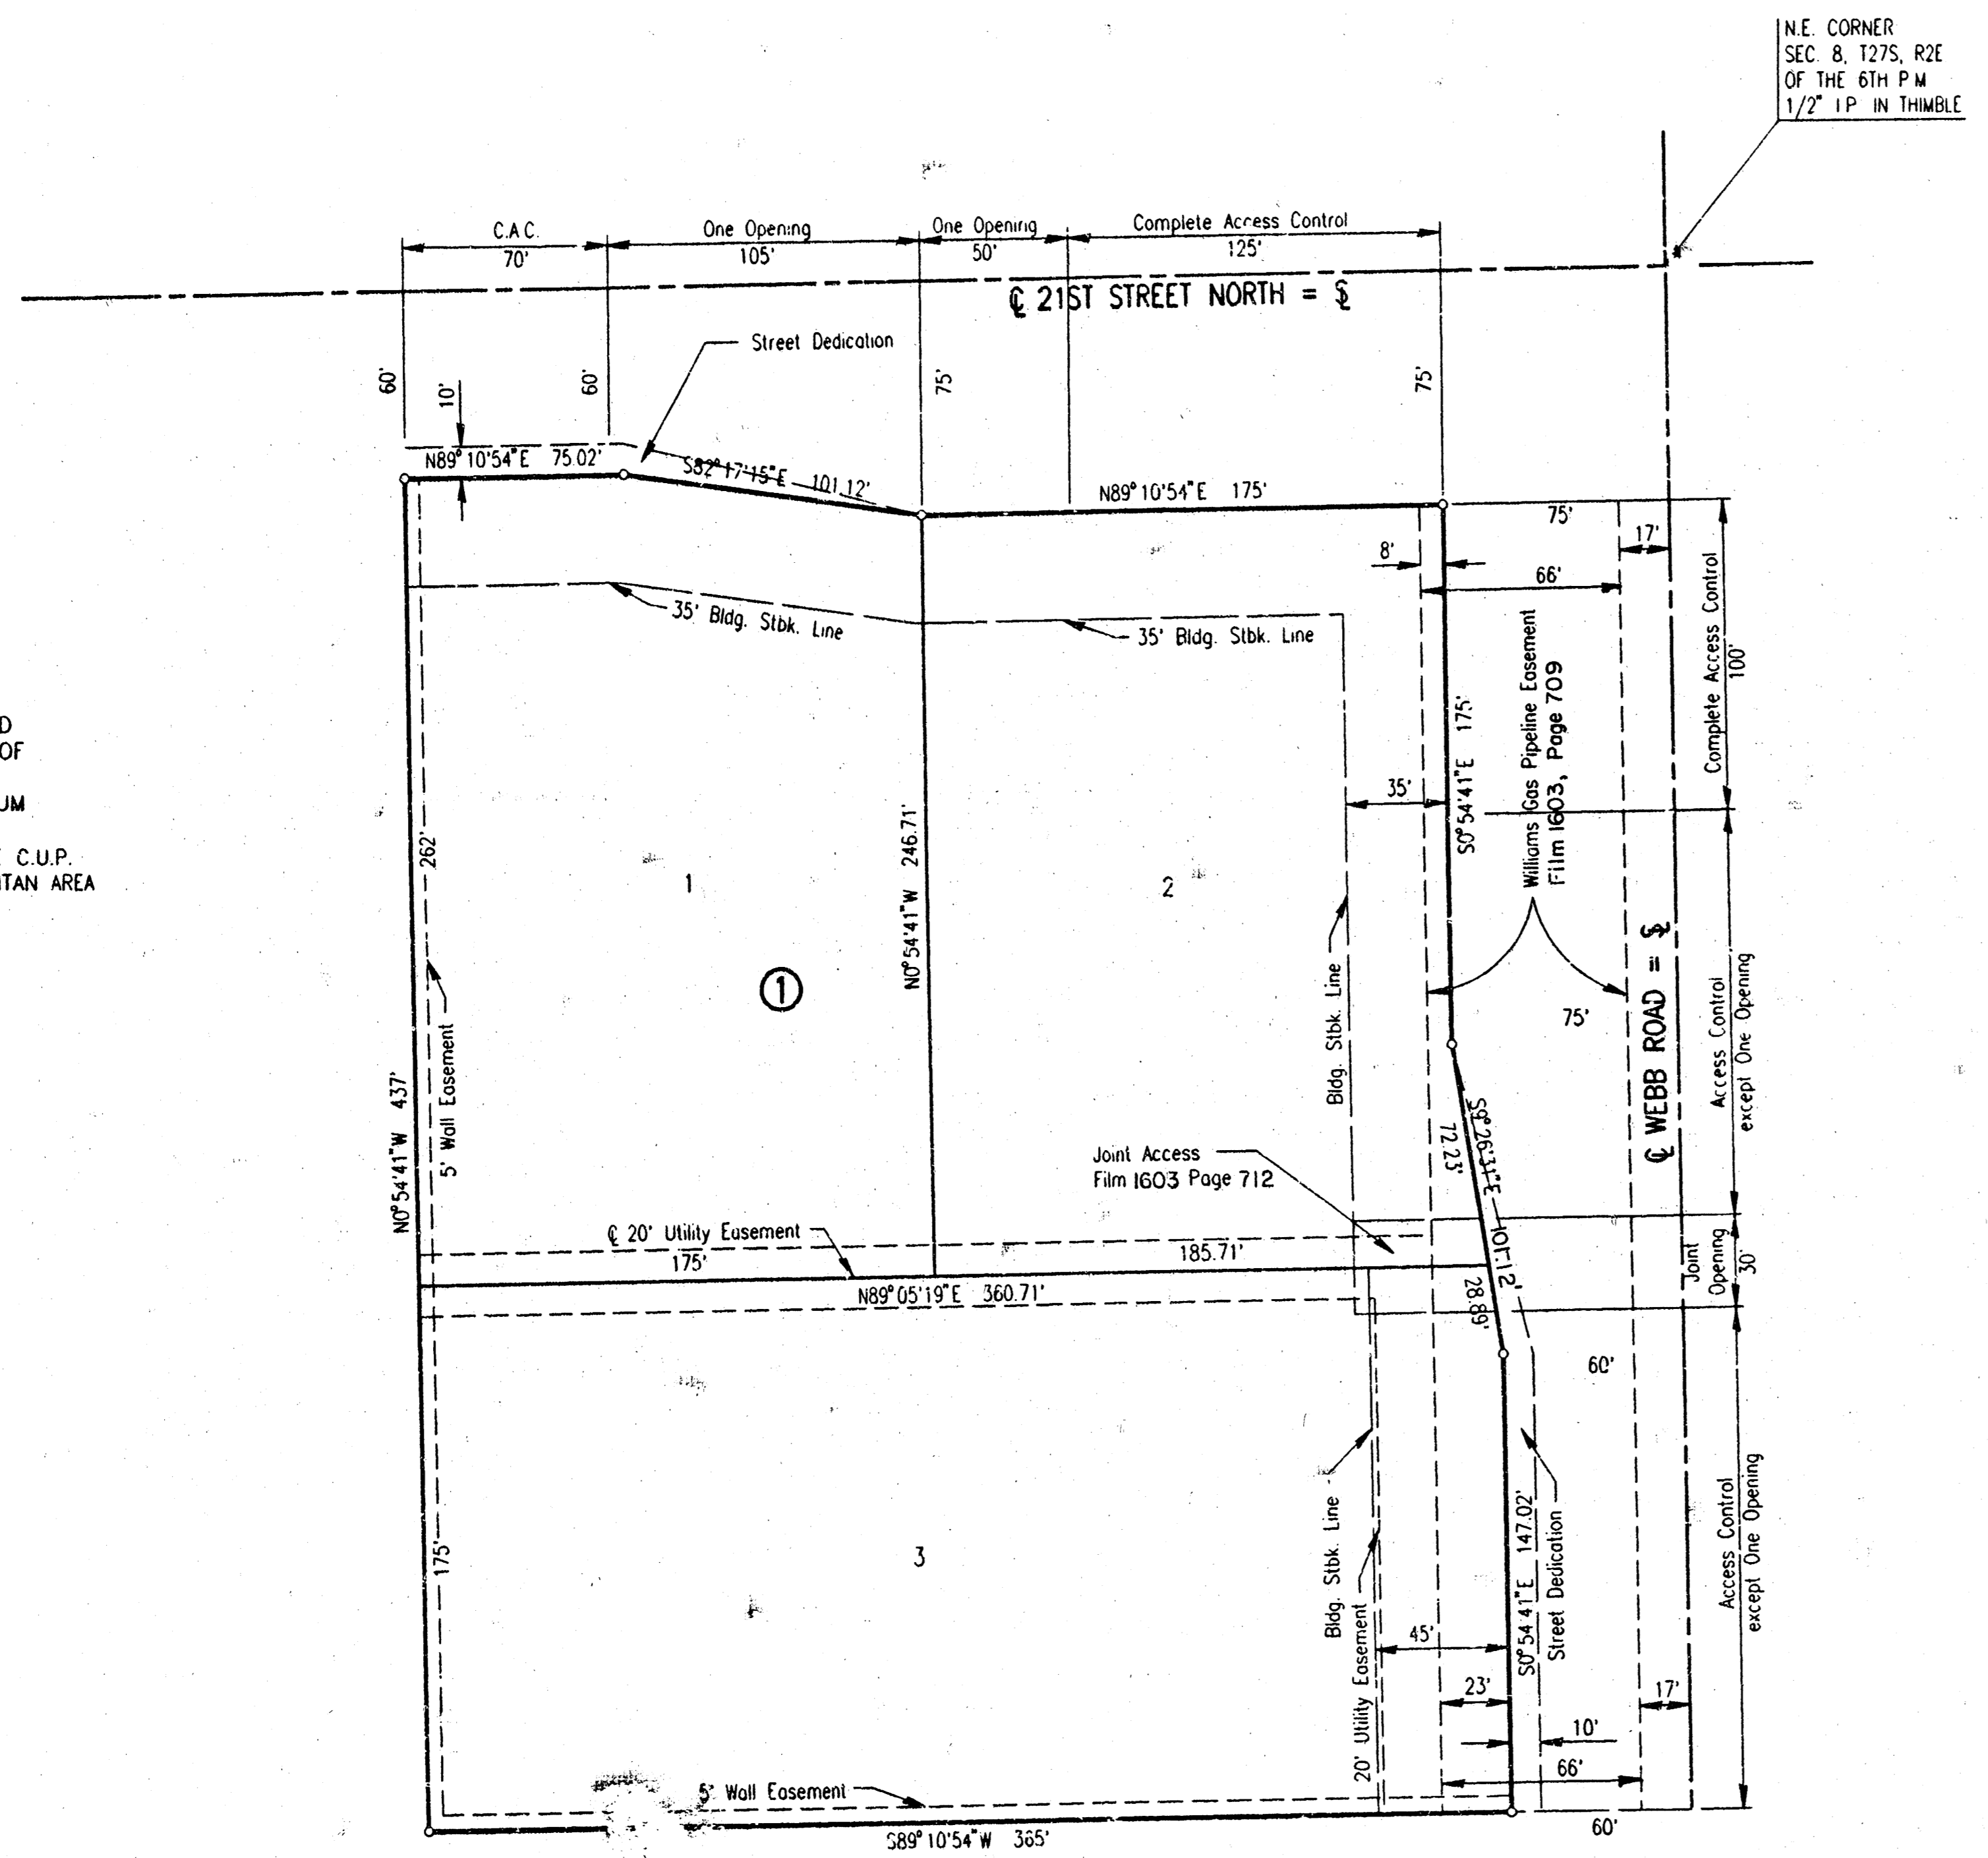 N.E. CORNER
SEC. 8, T27S, R2E
OF THE 6TH P M
1/2" I P IN THIMBLE
C.A.C.
70'
One Opening
105'
One Opening
50'
Complete Access Control
125'
℄ 21ST STREET NORTH =
Street Dedication
60'
10'
60'
75'
75'
N89°10'54"E 75.02'
S82°17'15"E 101.12'
N89°10'54"E 175'
75'
17'
8'
66'
Complete Access Control
100'
35' Bldg. Stbk. Line
35' Bldg. Stbk. Line
Williams Gas Pipeline Easement
Film 1603, Page 709
S0°54'41"E 175'
35'
D
OF
UM
C.U.P.
ITAN AREA
262'
N0°54'41"W 246.71'
1
2
1
Bldg. Stbk. Line
75'
℄ WEBB ROAD =
Access Control
except One Opening
5' Wall Easement
N0°54'41"W 437'
S9°26'31"E 101.12'
72.23'
Joint Access
Film 1603 Page 712
℄ 20' Utility Easement
175'
185.71'
N89°05'19"E 360.71'
28.89'
Joint
Opening
30'
60'
3
175'
Bldg. Stbk. Line
20' Utility Easement
S0°54'41"E 147.02'
Street Dedication
Access Control
except One Opening
45'
23'
17'
10'
66'
5' Wall Easement
S89°10'54"W 365'
60'